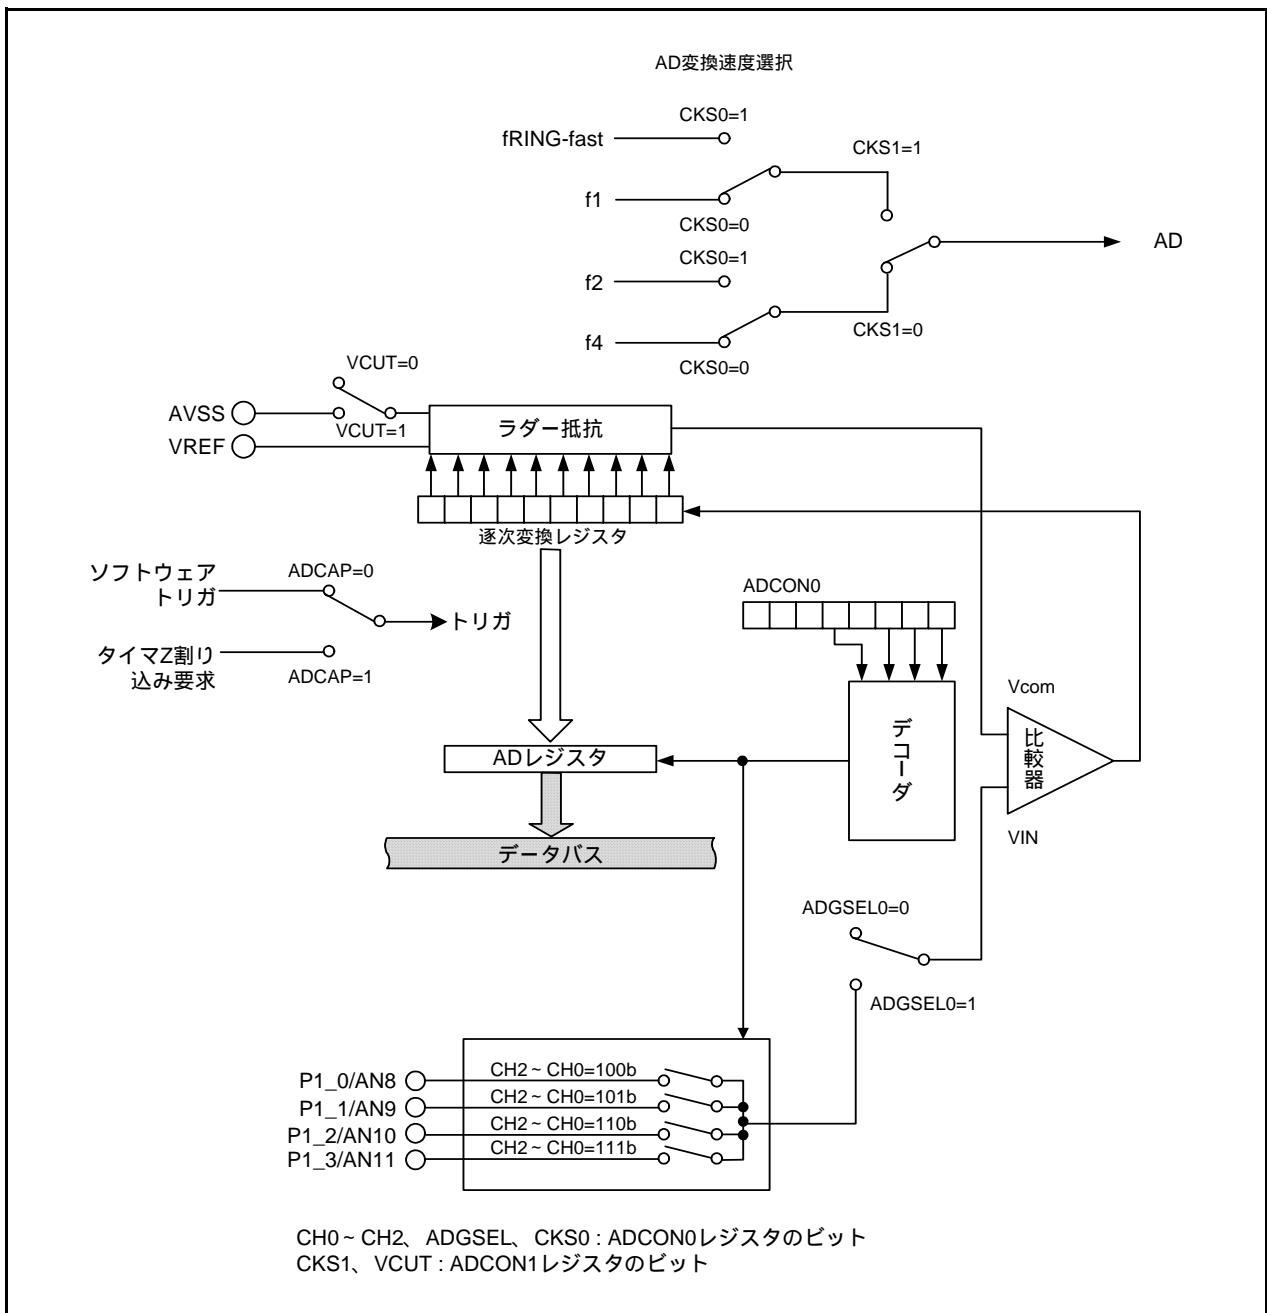 AD変換速度選択
CKS0=1
fRING-fast
CKS1=1
f1
CKS0=0
AD
CKS0=1
f2
CKS1=0
f4
CKS0=0
VCUT=0
AVSS
VCUT=1
ラダー抵抗
VREF
逐次変換レジスタ
ソフトウェア
トリガ
ADCAP=0
トリガ
タイマZ割り
込み要求
ADCAP=1
ADCON0
デコーダ
Vcom
比較器
VIN
ADレジスタ
データバス
ADGSEL0=0
ADGSEL0=1
P1_0/AN8
CH2~CH0=100b
P1_1/AN9
CH2~CH0=101b
P1_2/AN10
CH2~CH0=110b
P1_3/AN11
CH2~CH0=111b
CH0~CH2、ADGSEL、CKS0 : ADCON0レジスタのビット
CKS1、VCUT : ADCON1レジスタのビット